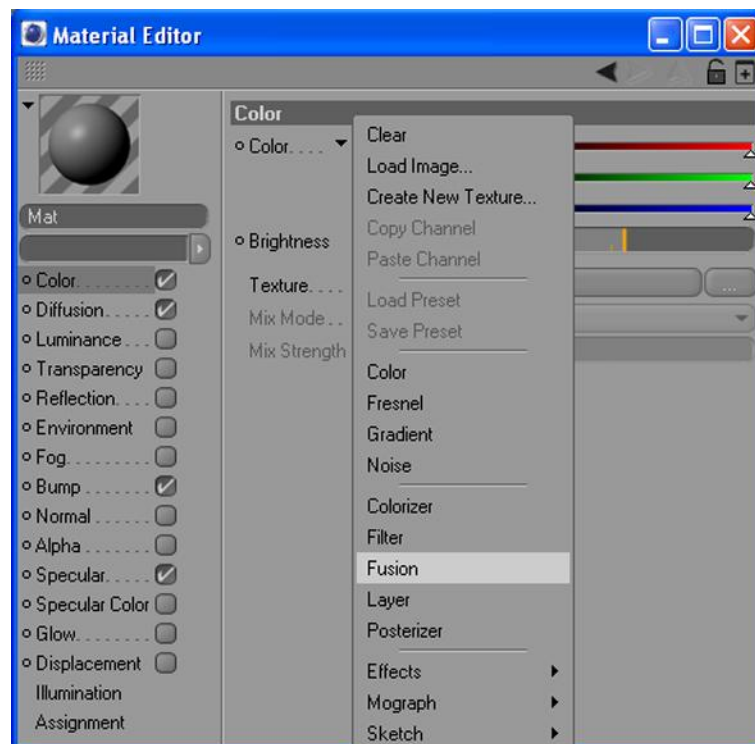 Material Editor
Mat
Color
Diffusion
Luminance
Transparency
Reflection
Environment
Fog
Bump
Normal
Alpha
Specular
Specular Color
Glow
Displacement
Illumination
Assignment
Color
Color
Brightness
Texture
Mix Mode
Mix Strength
...
Clear
Load Image...
Create New Texture...
Copy Channel
Paste Channel
Load Preset
Save Preset
Color
Fresnel
Gradient
Noise
Colorizer
Filter
Fusion
Layer
Posterizer
Effects
Mograph
Sketch